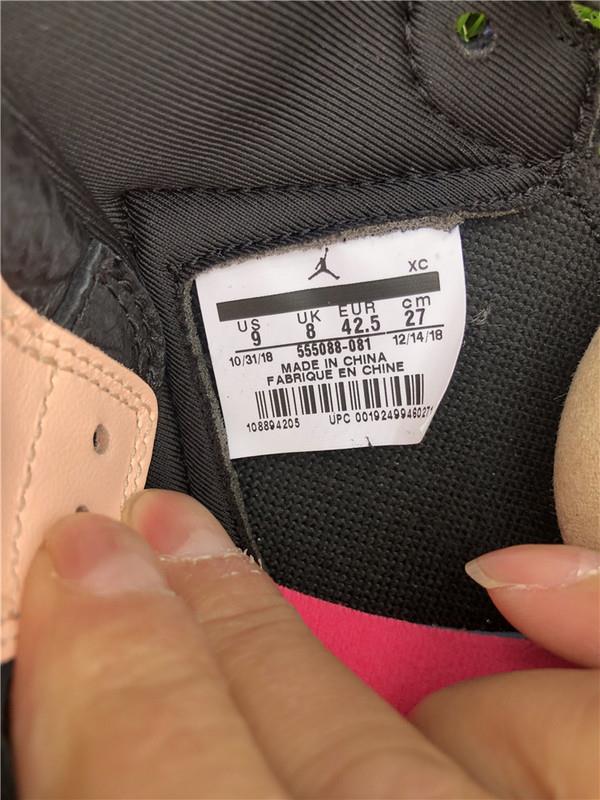 XC
US UK EUR cm
9 8 42.5 27
10/31/18 555088-081 12/14/18
MADE IN CHINA
FABRIQUE EN CHINE
108894205 UPC 00192499460271